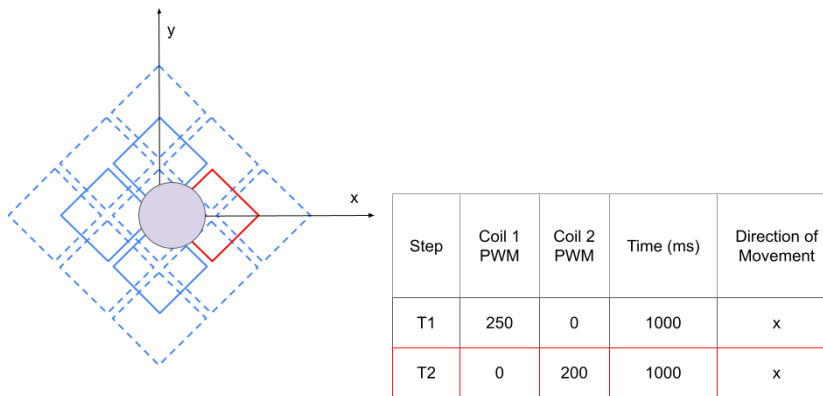 y
x
Step
Coil 1
PWM
Coil 2
PWM
Time (ms)
Direction of
Movement
T1
250
0
1000
x
T2
0
200
1000
x